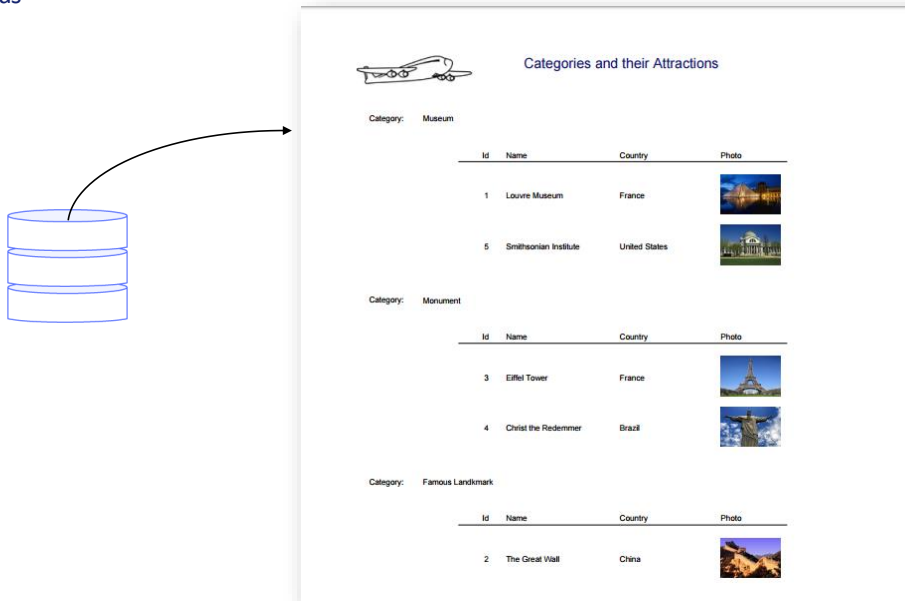 Categories and their Attractions
Category: Museum
Id Name Country Photo
1 Louvre Museum France
5 Smithsonian Institute United States
Category: Monument
Id Name Country Photo
3 Eiffel Tower France
4 Christ the Redemmer Brazil
Category: Famous Landkmark
Id Name Country Photo
2 The Great Wall China